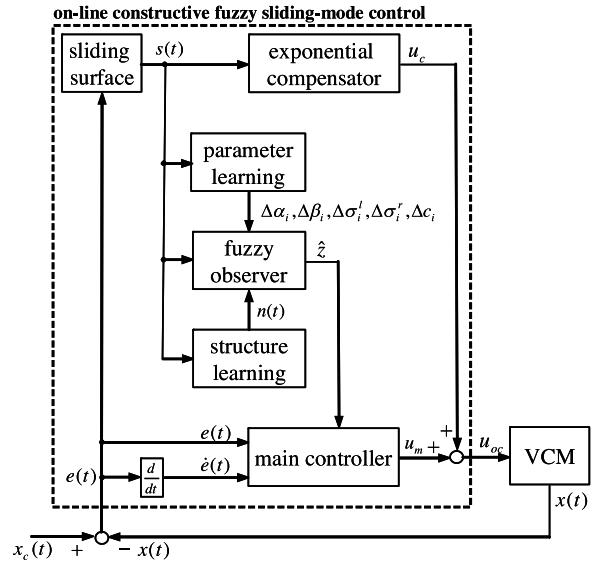 on-line constructive fuzzy sliding-mode control
sliding
surface
s(t)
exponential
compensator
u_c
parameter
learning
Δα_i,Δβ_i,Δσ_i^l,Δσ_i^r,Δc_i
fuzzy
observer
ẑ
n(t)
structure
learning
e(t)
main controller
u_m
+
+
u_oc
VCM
e(t)
d
dt
ė(t)
x(t)
x_c(t)
+
− x(t)